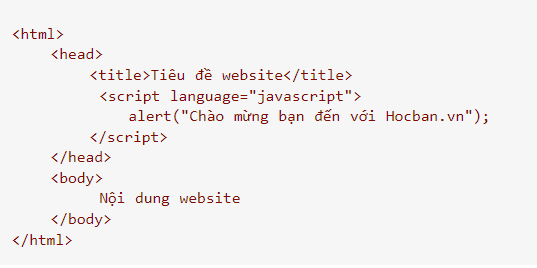 <html>
<head>
<title>Tiêu đề website</title>
<script language="javascript">
alert("Chào mừng bạn đến với Hocban.vn");
</script>
</head>
<body>
Nội dung website
</body>
</html>